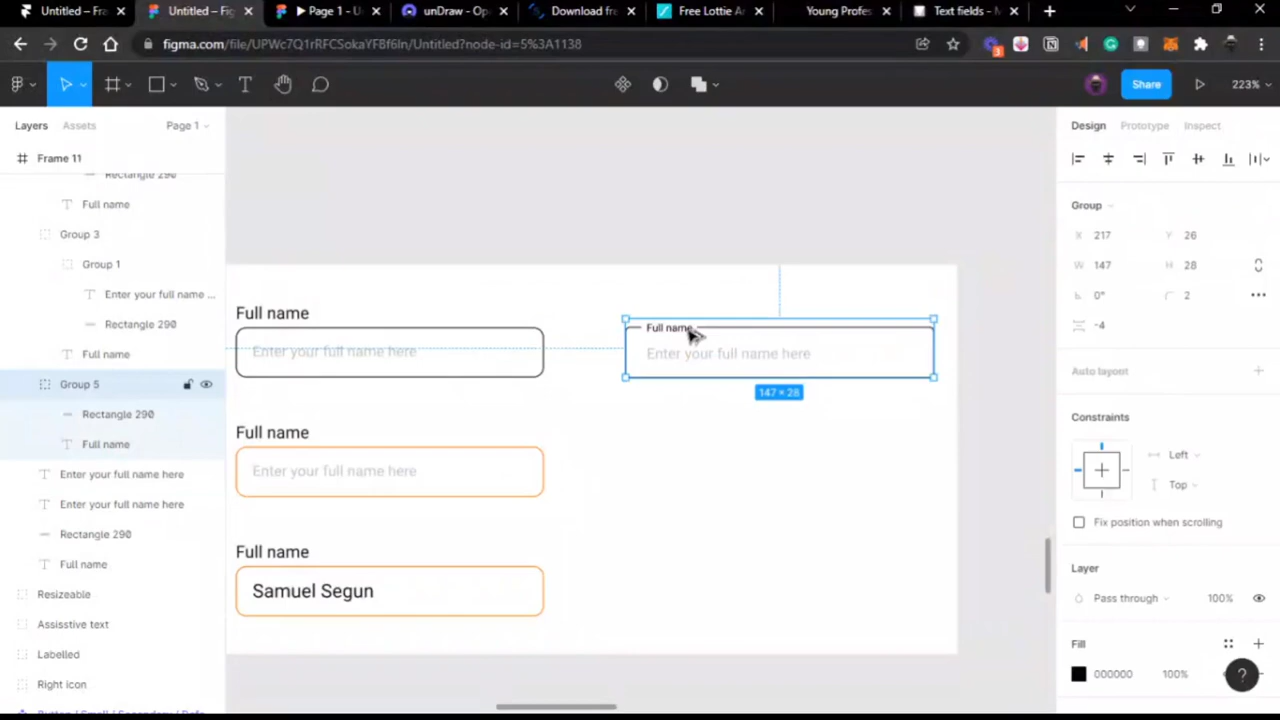 Untitled – Fra
Untitled – Fig
Page 1 - U
unDraw - Op
Download fre
Free Lottie A
Young Profes
Text fields - M
figma.com/file/UPWc7Q1rRFCSokaYFBf6ln/Untitled?node-id=5%3A1138
3
Share
223%
Layers
Assets
Page 1
Design
Prototype
Inspect
Frame 11
Rectangle 290
Full name
Group 3
Group 1
Enter your full name ...
Rectangle 290
Full name
Group 5
Rectangle 290
Full name
Enter your full name here
Enter your full name here
Rectangle 290
Full name
Resizeable
Assisstive text
Labelled
Right icon
Full name
Enter your full name here
Full name
Enter your full name here
Full name
Samuel Segun
Full name
Enter your full name here
147 × 28
Group
X 217
Y 26
W 147
H 28
0°
2
-4
Auto layout
Constraints
Left
Top
Fix position when scrolling
Layer
Pass through
100%
Fill
000000
100%
?